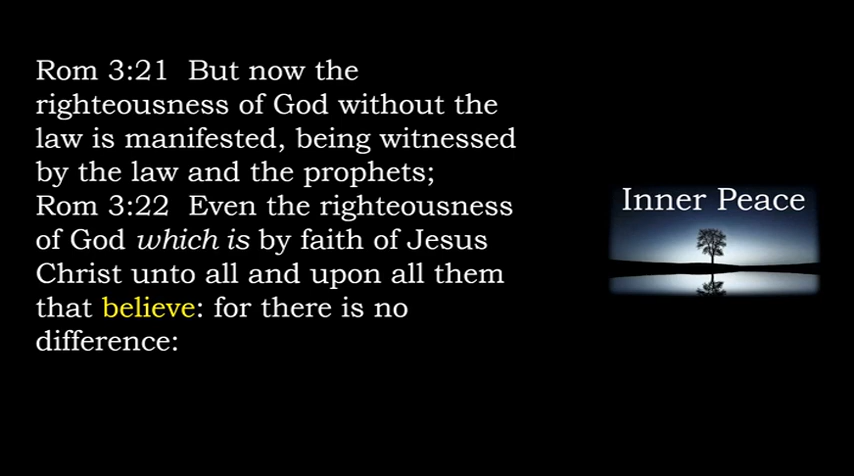 Rom 3:21  But now the
righteousness of God without the
law is manifested, being witnessed
by the law and the prophets;
Rom 3:22  Even the righteousness
of God which is by faith of Jesus
Christ unto all and upon all them
that believe: for there is no
difference:
Inner Peace